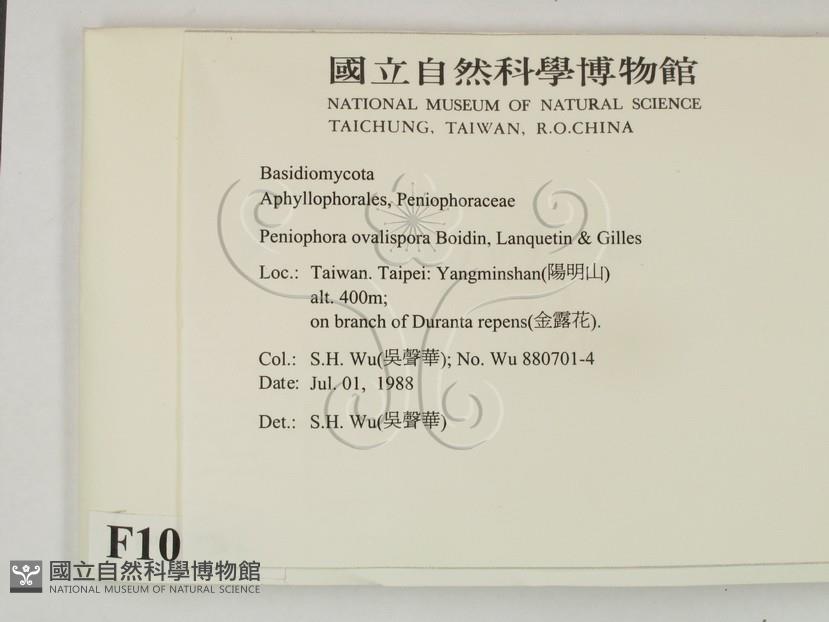 國立自然科學博物館
NATIONAL MUSEUM OF NATURAL SCIENCE
TAICHUNG, TAIWAN, R.O.CHINA
Basidiomycota
Aphyllophorales, Peniophoraceae
Peniophora ovalispora Boidin, Lanquetin & Gilles
Loc.: Taiwan. Taipei: Yangminshan(陽明山)
alt. 400m;
on branch of Duranta repens(金露花).
Col.: S.H. Wu(吳聲華); No. Wu 880701-4
Date: Jul. 01, 1988
Det.: S.H. Wu(吳聲華)
F10
國立自然科學博物館
NATIONAL MUSEUM OF NATURAL SCIENCE